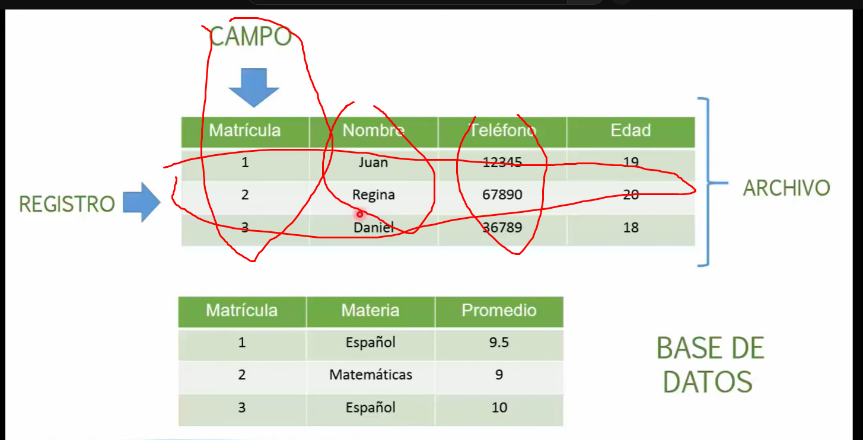 CAMPO
Matrícula Nombre Teléfono Edad
1 Juan 12345 19
REGISTRO
2 Regina 67890 20
ARCHIVO
3 Daniel 36789 18
Matrícula Materia Promedio
1 Español 9.5
2 Matemáticas 9
3 Español 10
BASE DE
DATOS